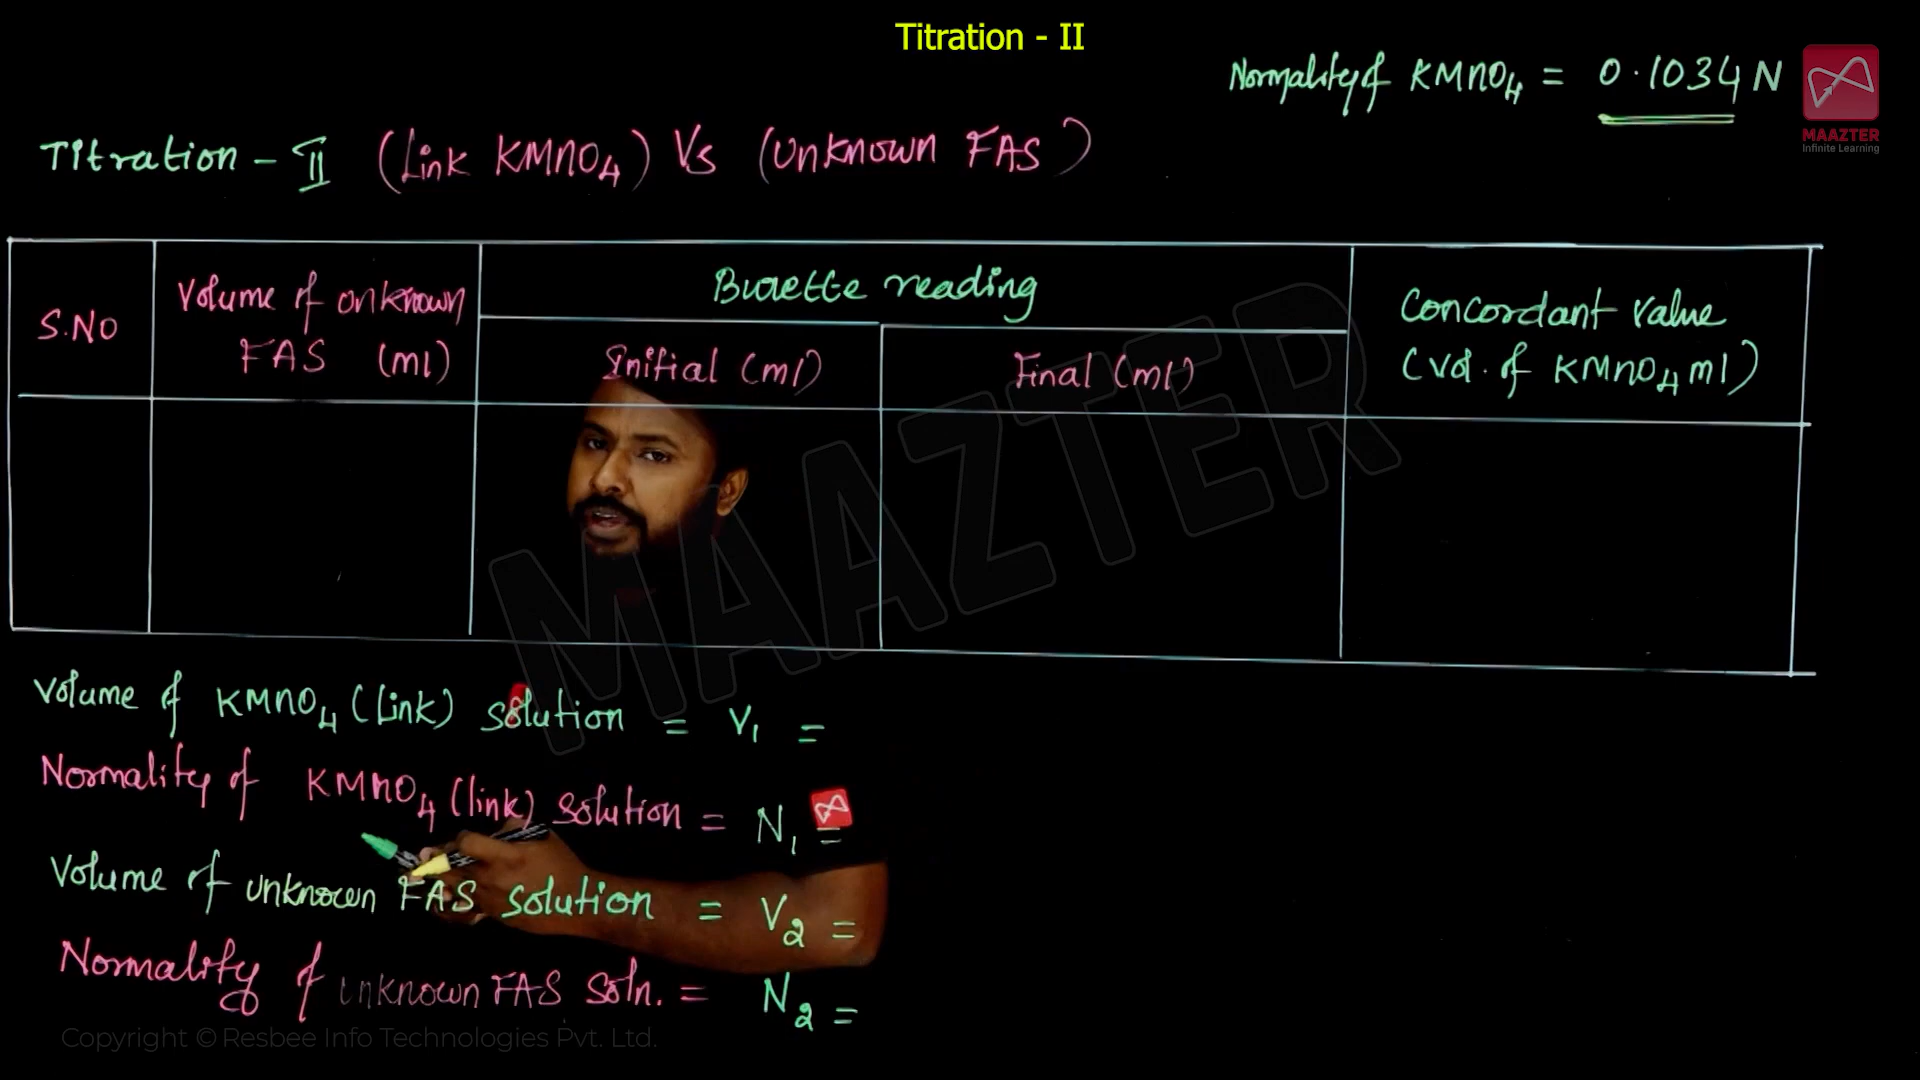 Titration - II
Normality of KMnO4 = 0.1034 N
MAAZTER
Infinite Learning
Titration - II (Link KMnO4) Vs (Unknown FAS)
S.NO
Volume of unknown FAS (ml)
Burette reading
Initial (ml)
Final (ml)
Concordant value
(Vol. of KMnO4 ml)
MAAZTER
Volume of KMnO4 (Link) solution = V1 =
Normality of KMnO4 (link) solution = N1 =
Volume of unknown FAS solution = V2 =
Normality of unknown FAS soln. = N2 =
Copyright © Resbee Info Technologies Pvt. Ltd.